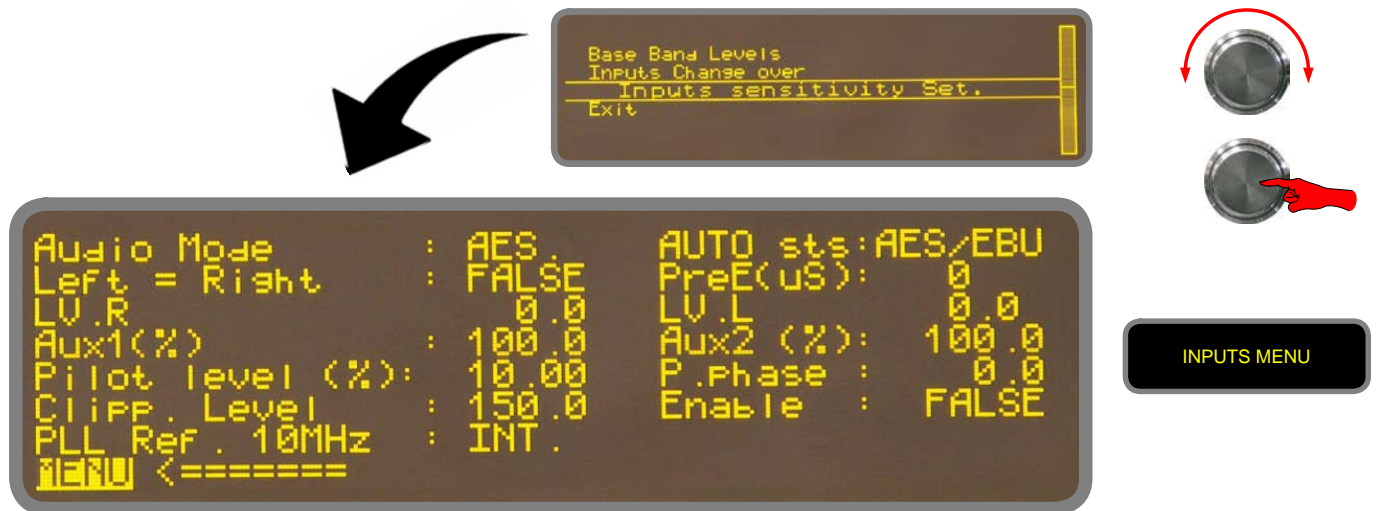 Base Band Levels
Inputs Change over
Inputs sensitivity Set.
Exit
Audio Mode : AES. AUTO sts:AES/EBU
Left = Right : FALSE PreE(uS): 0
LV.R 0.0 LV.L 0.0
Aux1(%) : 100.0 Aux2 (%): 100.0
Pilot level (%): 10.00 P.phase : 0.0
Clipp. Level : 150.0 Enable : FALSE
PLL Ref. 10MHz : INT.
MENU <=======
INPUTS MENU